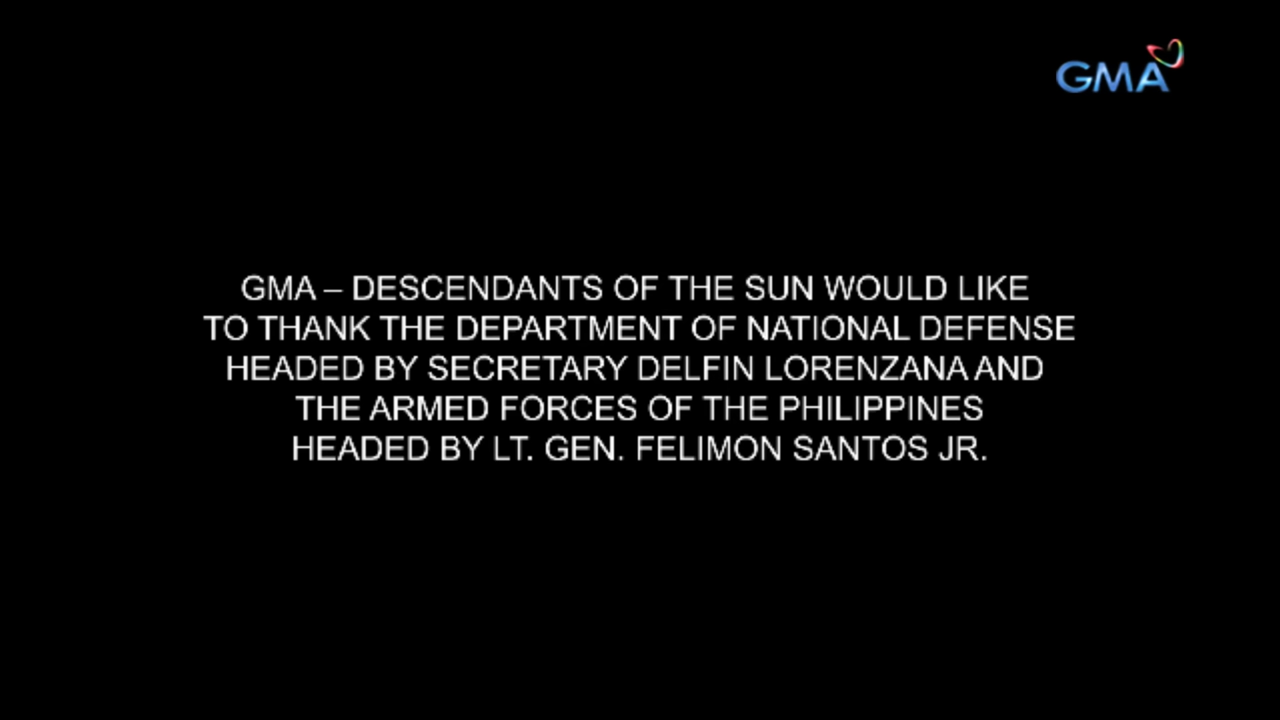 GMA
GMA – DESCENDANTS OF THE SUN WOULD LIKE
TO THANK THE DEPARTMENT OF NATIONAL DEFENSE
HEADED BY SECRETARY DELFIN LORENZANA AND
THE ARMED FORCES OF THE PHILIPPINES
HEADED BY LT. GEN. FELIMON SANTOS JR.